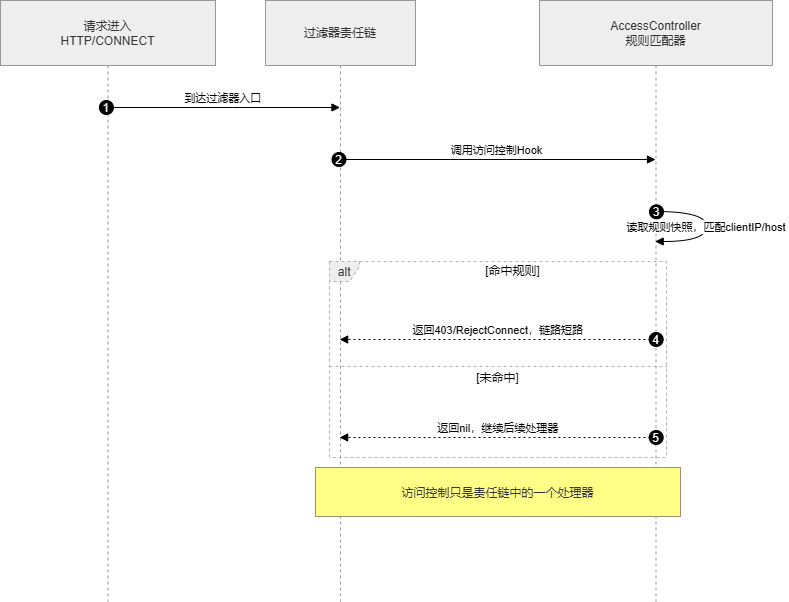 请求进入
HTTP/CONNECT
过滤器责任链
AccessController
规则匹配器
1
到达过滤器入口
2
调用访问控制Hook
3
读取规则快照，匹配clientIP/host
alt
[命中规则]
返回403/RejectConnect，链路短路
4
[未命中]
返回nil，继续后续处理器
5
访问控制只是责任链中的一个处理器